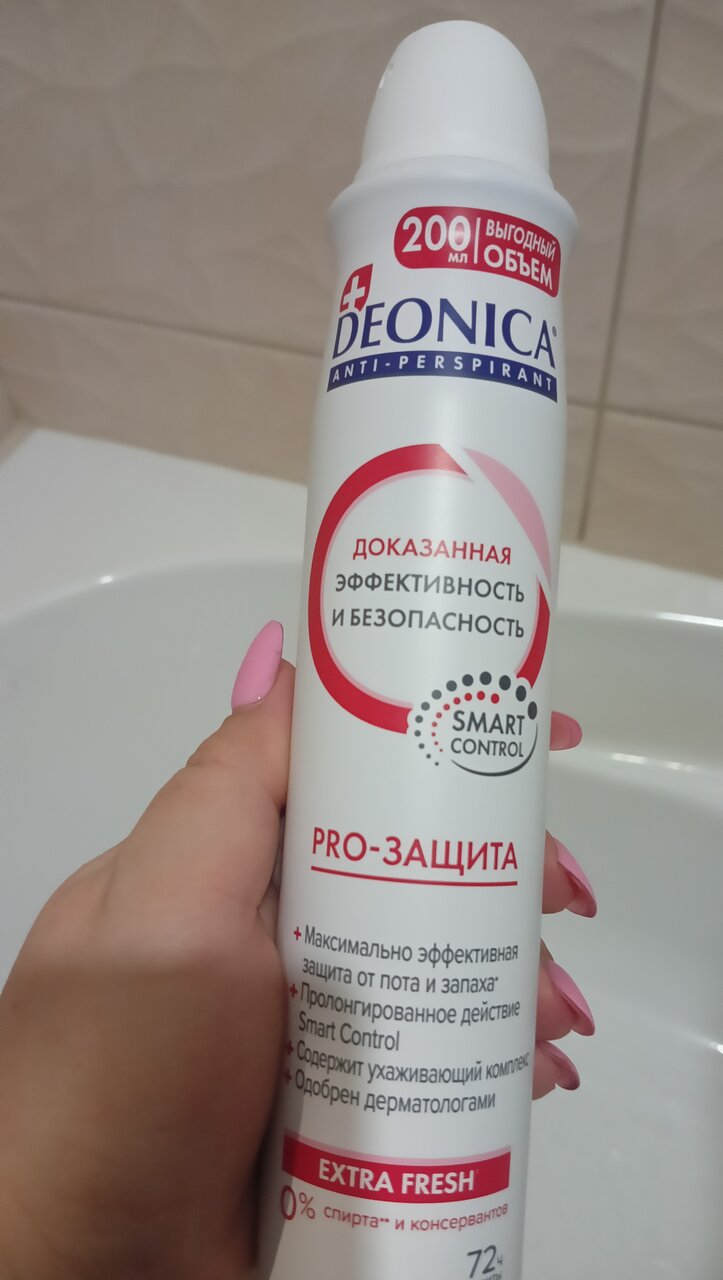 200 МЛ ВЫГОДНЫЙ ОБЪЕМ
DEONICA®
ANTI-PERSPIRANT
ДОКАЗАННАЯ
ЭФФЕКТИВНОСТЬ
И БЕЗОПАСНОСТЬ
SMART
CONTROL
PRO-ЗАЩИТА
+ Максимально эффективная
защита от пота и запаха*
+ Пролонгированное действие
Smart Control
+ Содержит ухаживающий комплекс
+ Одобрен дерматологами
EXTRA FRESH
0% спирта** и консервантов
72 ч